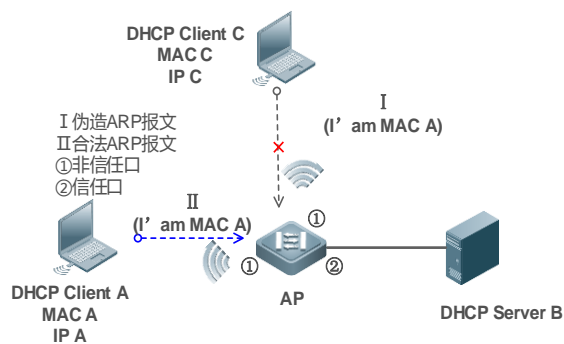 DHCP Client C
MAC C
IP C
Ⅰ
(I’am MAC A)
Ⅰ伪造ARP报文
Ⅱ合法ARP报文
①非信任口
②信任口
Ⅱ
(I’am MAC A)
①
①
②
AP
DHCP Client A
MAC A
IP A
DHCP Server B